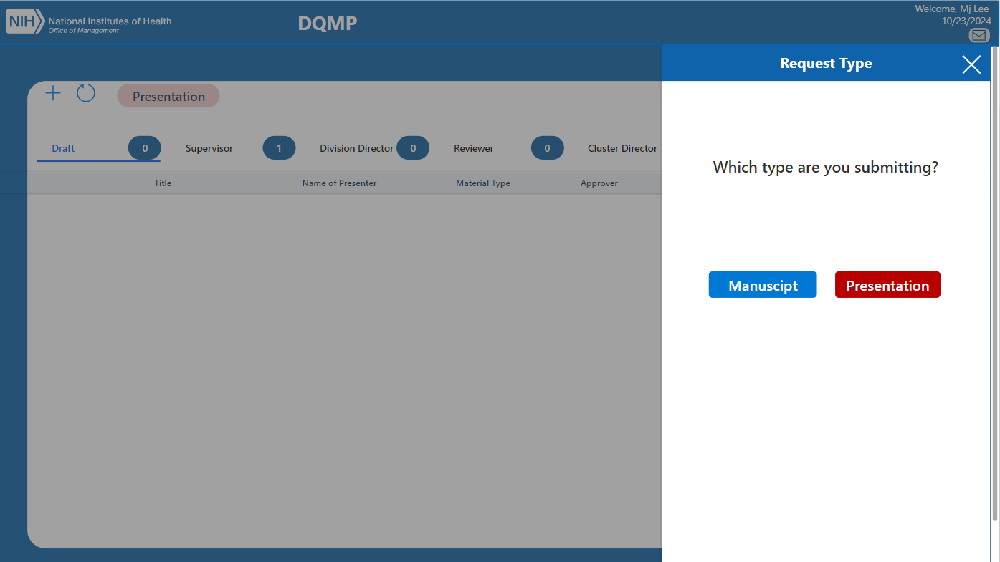 NIH National Institutes of Health
Office of Management
DQMP
Welcome, Mj Lee
10/23/2024
Request Type
Presentation
Draft 0 Supervisor 1 Division Director 0 Reviewer 0 Cluster Director
Title Name of Presenter Material Type Approver
Which type are you submitting?
Manuscipt Presentation